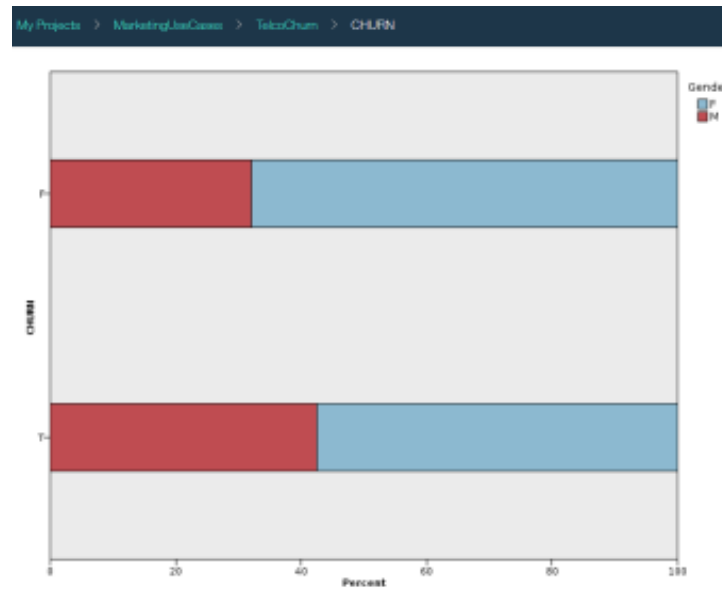 My Projects > MarketingUseCases > TelcoChurn > CHURN
Gende
F
M
F
CHURN
T
0 20 40 60 80 100
Percent